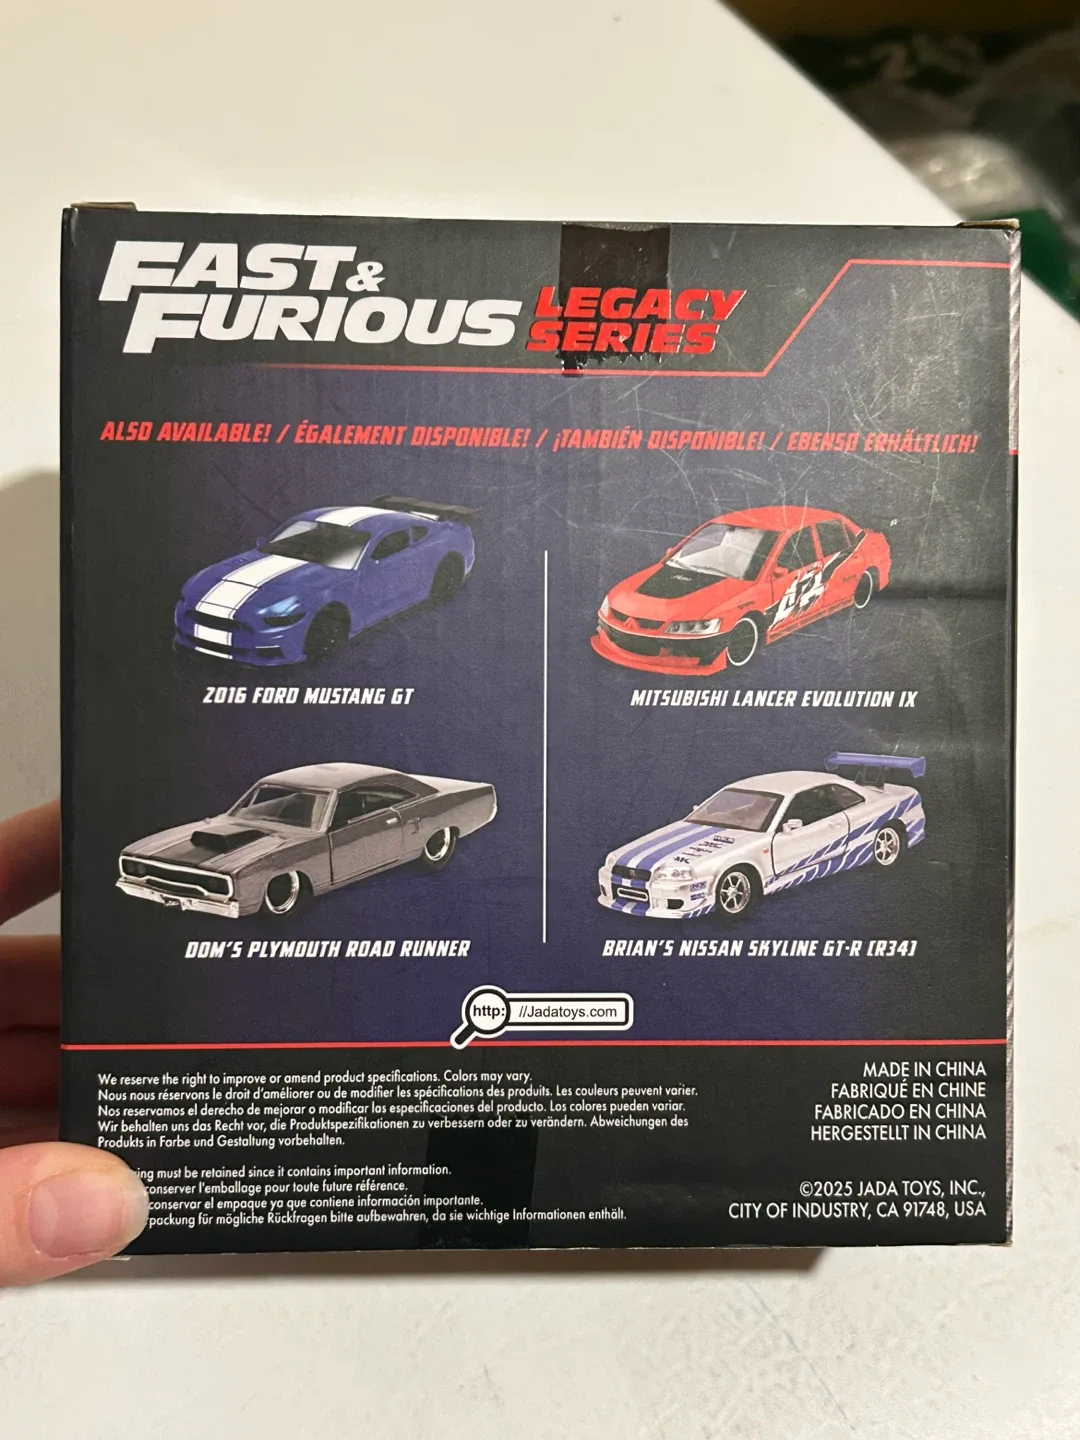 FAST &
FURIOUS
LEGACY
SERIES
ALSO AVAILABLE! / ÉGALEMENT DISPONIBLE! / ¡TAMBIÉN DISPONIBLE! / EBENSO ERHÄLTLICH!
2016 FORD MUSTANG GT
MITSUBISHI LANCER EVOLUTION IX
DOM'S PLYMOUTH ROAD RUNNER
BRIAN'S NISSAN SKYLINE GT-R (R34)
http: //Jadatoys.com
We reserve the right to improve or amend product specifications. Colors may vary.
Nous nous réservons le droit d'améliorer ou de modifier les spécifications des produits. Les couleurs peuvent varier.
Nos reservamos el derecho de mejorar o modificar las especificaciones del producto. Los colores pueden variar.
Wir behalten uns das Recht vor, die Produktspezifikationen zu verbessern oder zu verändern. Abweichungen des
Produkts in Farbe und Gestaltung vorbehalten.
must be retained since it contains important information.
conserver l'emballage pour toute future référence.
conservar el empaque ya que contiene información importante.
für mögliche Rückfragen bitte aufbewahren, da sie wichtige Informationen enthält.
MADE IN CHINA
FABRIQUÉ EN CHINE
FABRICADO EN CHINA
HERGESTELLT IN CHINA
©2025 JADA TOYS, INC.,
CITY OF INDUSTRY, CA 91748, USA